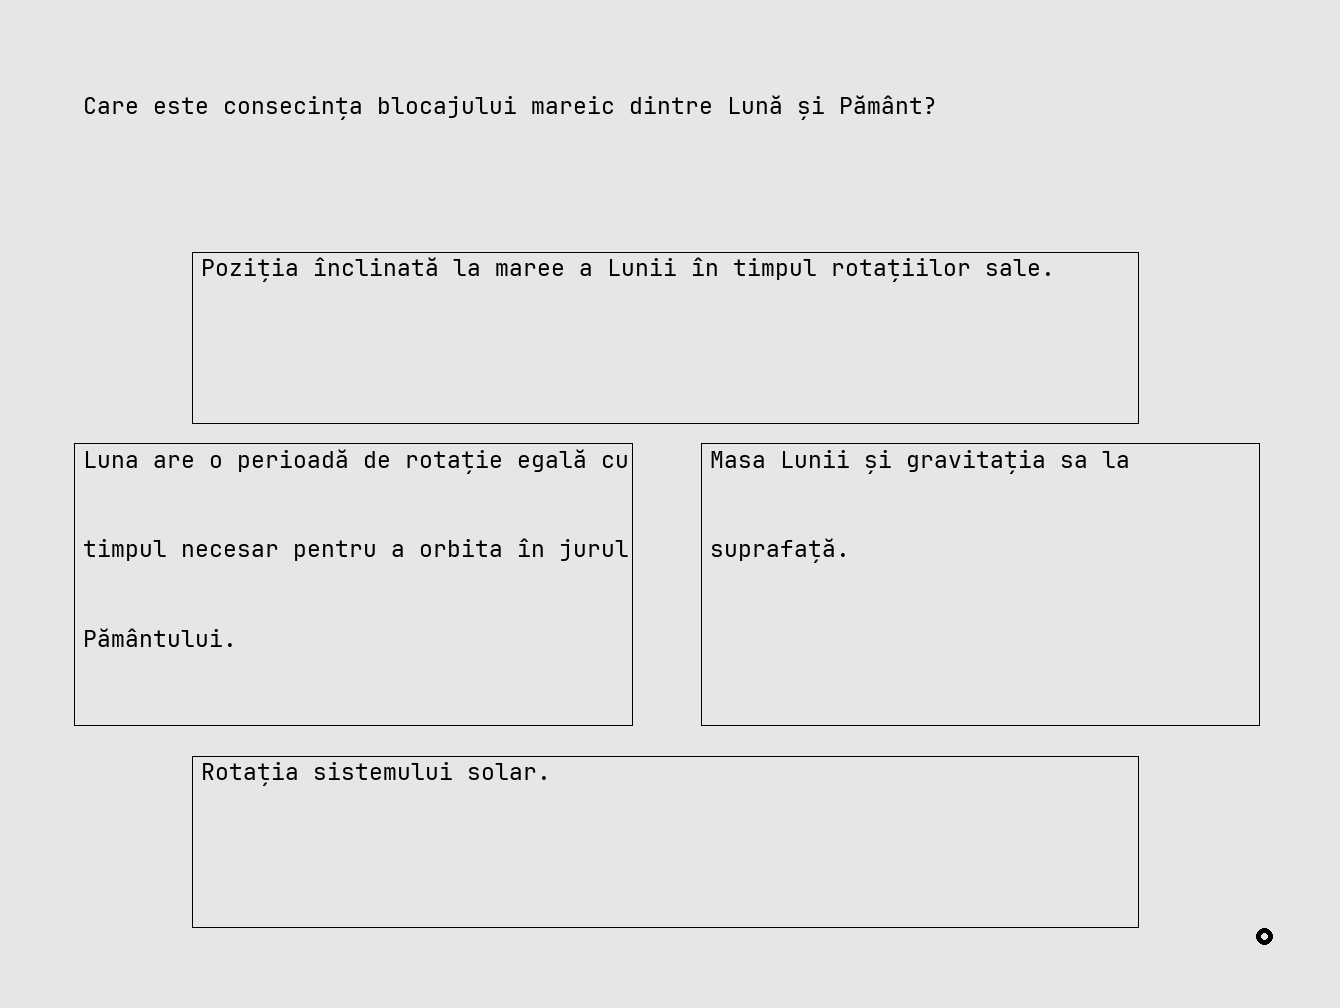 Care este consecința blocajului mareic dintre Lună și Pământ?
Poziția înclinată la maree a Lunii în timpul rotațiilor sale.
Luna are o perioadă de rotație egală cu
timpul necesar pentru a orbita în jurul
Pământului.
Masa Lunii și gravitația sa la
suprafață.
Rotația sistemului solar.